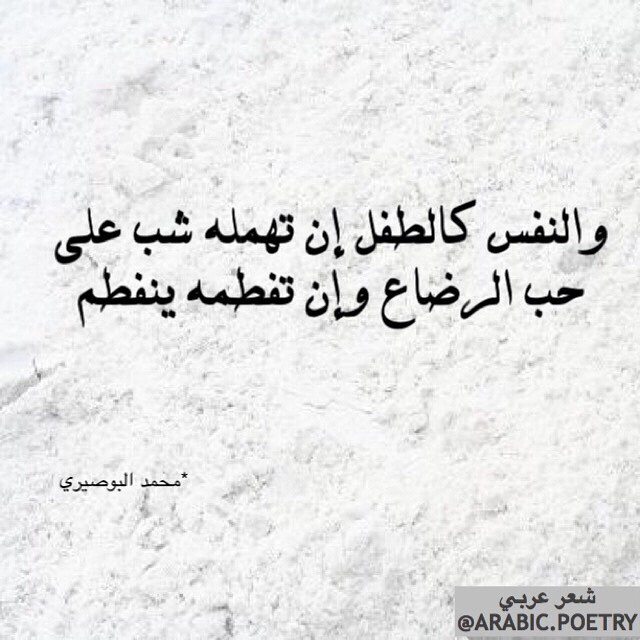 والنفس كالطفل إن تهمله شب على
حب الرضاع وإن تفطمه ينفطم
*محمد البوصيري
شعر عربي
@ARABIC.POETRY